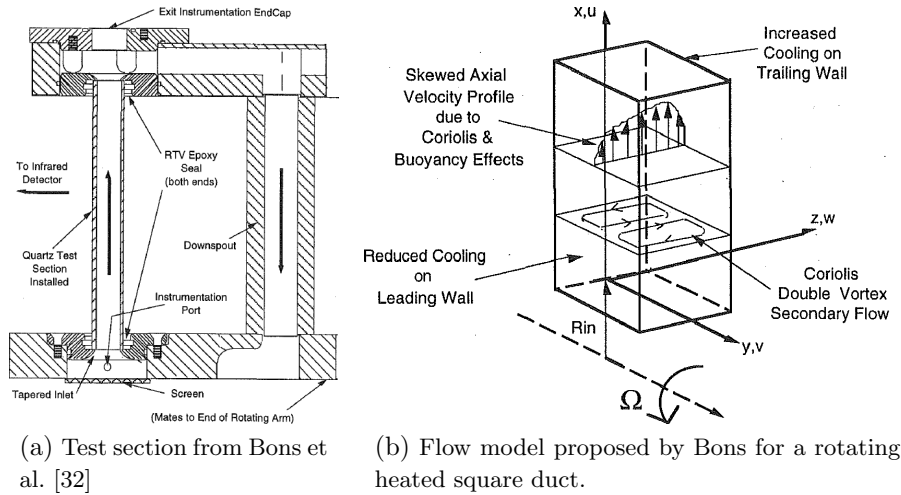 Exit Instrumentation EndCap
To Infrared
Detector
RTV Epoxy
Seal
(both ends)
Downspout
Quartz Test
Section
Installed
Instrumentation
Port
Tapered Inlet
Screen
(Mates to End of Rotating Arm)
(a) Test section from Bons et
al. [32]
x,u
Increased
Cooling on
Trailing Wall
Skewed Axial
Velocity Profile
due to
Coriolis &
Buoyancy Effects
z,w
Reduced Cooling
on
Leading Wall
Coriolis
Double Vortex
Secondary Flow
Rin
y,v
Ω
(b) Flow model proposed by Bons for a rotating
heated square duct.